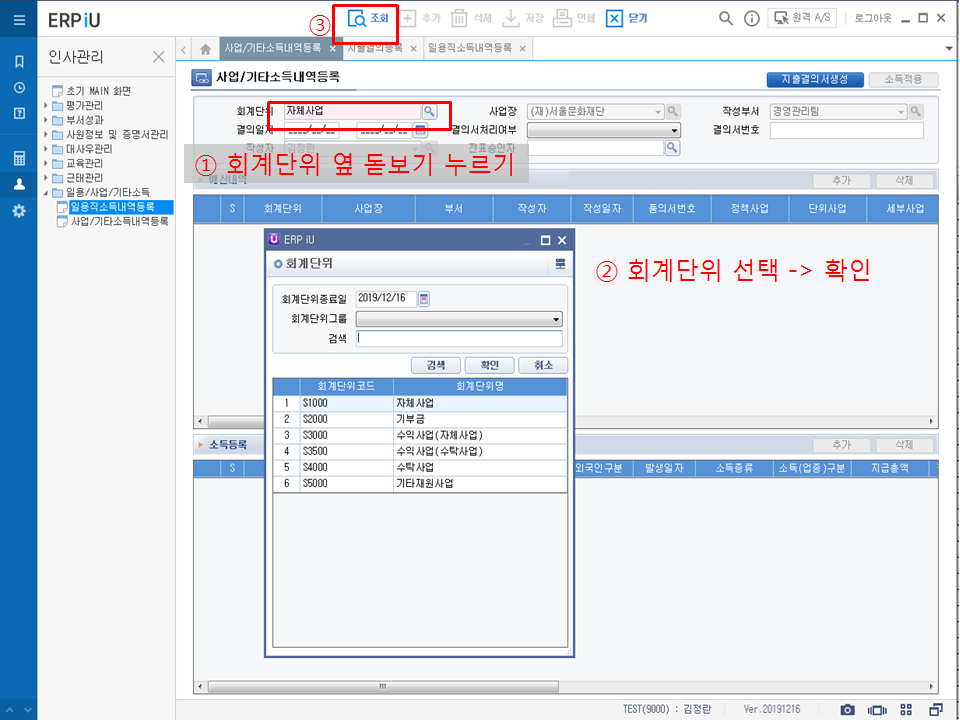 ERP iU
③ 조회 추가 삭제 저장 인쇄 닫기
원격 A/S 로그아웃
인사관리
사업/기타소득내역등록 × 지출결의등록 × 일용직소득내역등록 ×
초기 MAIN 화면
평가관리
부서성과
사원정보 및 증명서관리
대사우관리
교육관리
근태관리
일용/사업/기타소득
일용직소득내역등록
사업/기타소득내역등록
사업/기타소득내역등록
지출결의서생성 소득적용
회계단위 자체사업 사업장 (재)서울문화재단 작성부서 경영관리팀
결의일자 ____/__/__ ____/__/__ 결의서처리여부 결의서번호
작성자 김정란 전표승인자
① 회계단위 옆 돋보기 누르기
예산내역 추가 삭제
S 회계단위 사업장 부서 작성자 작성일자 품의서번호 정책사업 단위사업 세부사업
ERP iU
회계단위
② 회계단위 선택 -> 확인
회계단위종료일 2019/12/16
회계단위그룹
검색
검색 확인 취소
회계단위코드 회계단위명
1 S1000 자체사업
2 S2000 기부금
3 S3000 수익사업(자체사업)
4 S3500 수익사업(수탁사업)
5 S4000 수탁사업
6 S5000 기타재원사업
소득등록 추가 삭제
S 외국인구분 발생일자 소득종류 소득(업종)구분 지급총액
TEST(9000) : 김정란 Ver.20191216